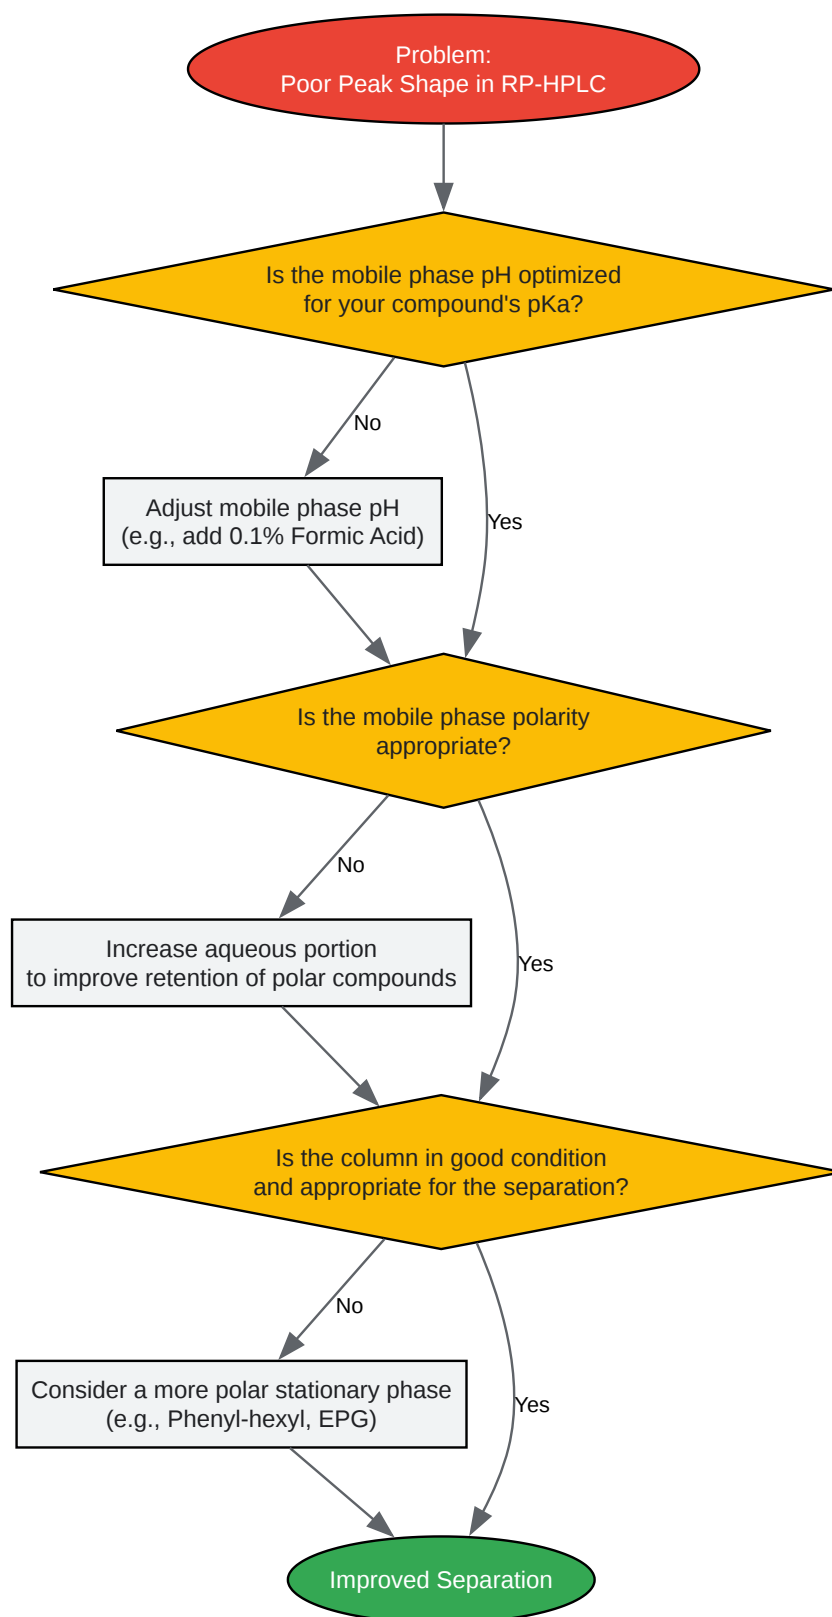 Problem:
Poor Peak Shape in RP-HPLC
Is the mobile phase pH optimized
for your compound's pKa?
No
Adjust mobile phase pH
(e.g., add 0.1% Formic Acid)
Yes
Is the mobile phase polarity
appropriate?
No
Increase aqueous portion
to improve retention of polar compounds
Yes
Is the column in good condition
and appropriate for the separation?
No
Consider a more polar stationary phase
(e.g., Phenyl-hexyl, EPG)
Yes
Improved Separation